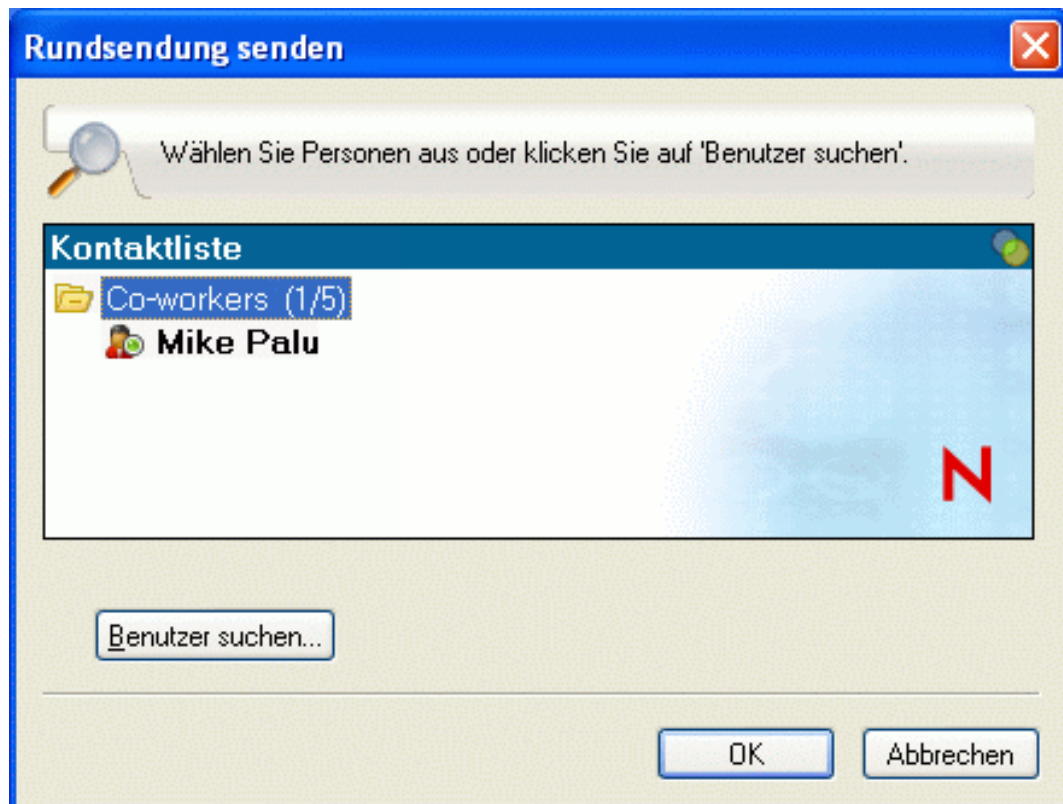 Rundsendung senden
Wählen Sie Personen aus oder klicken Sie auf 'Benutzer suchen'.
Kontaktliste
Co-workers (1/5)
Mike Palu
N
Benutzer suchen...
OK
Abbrechen